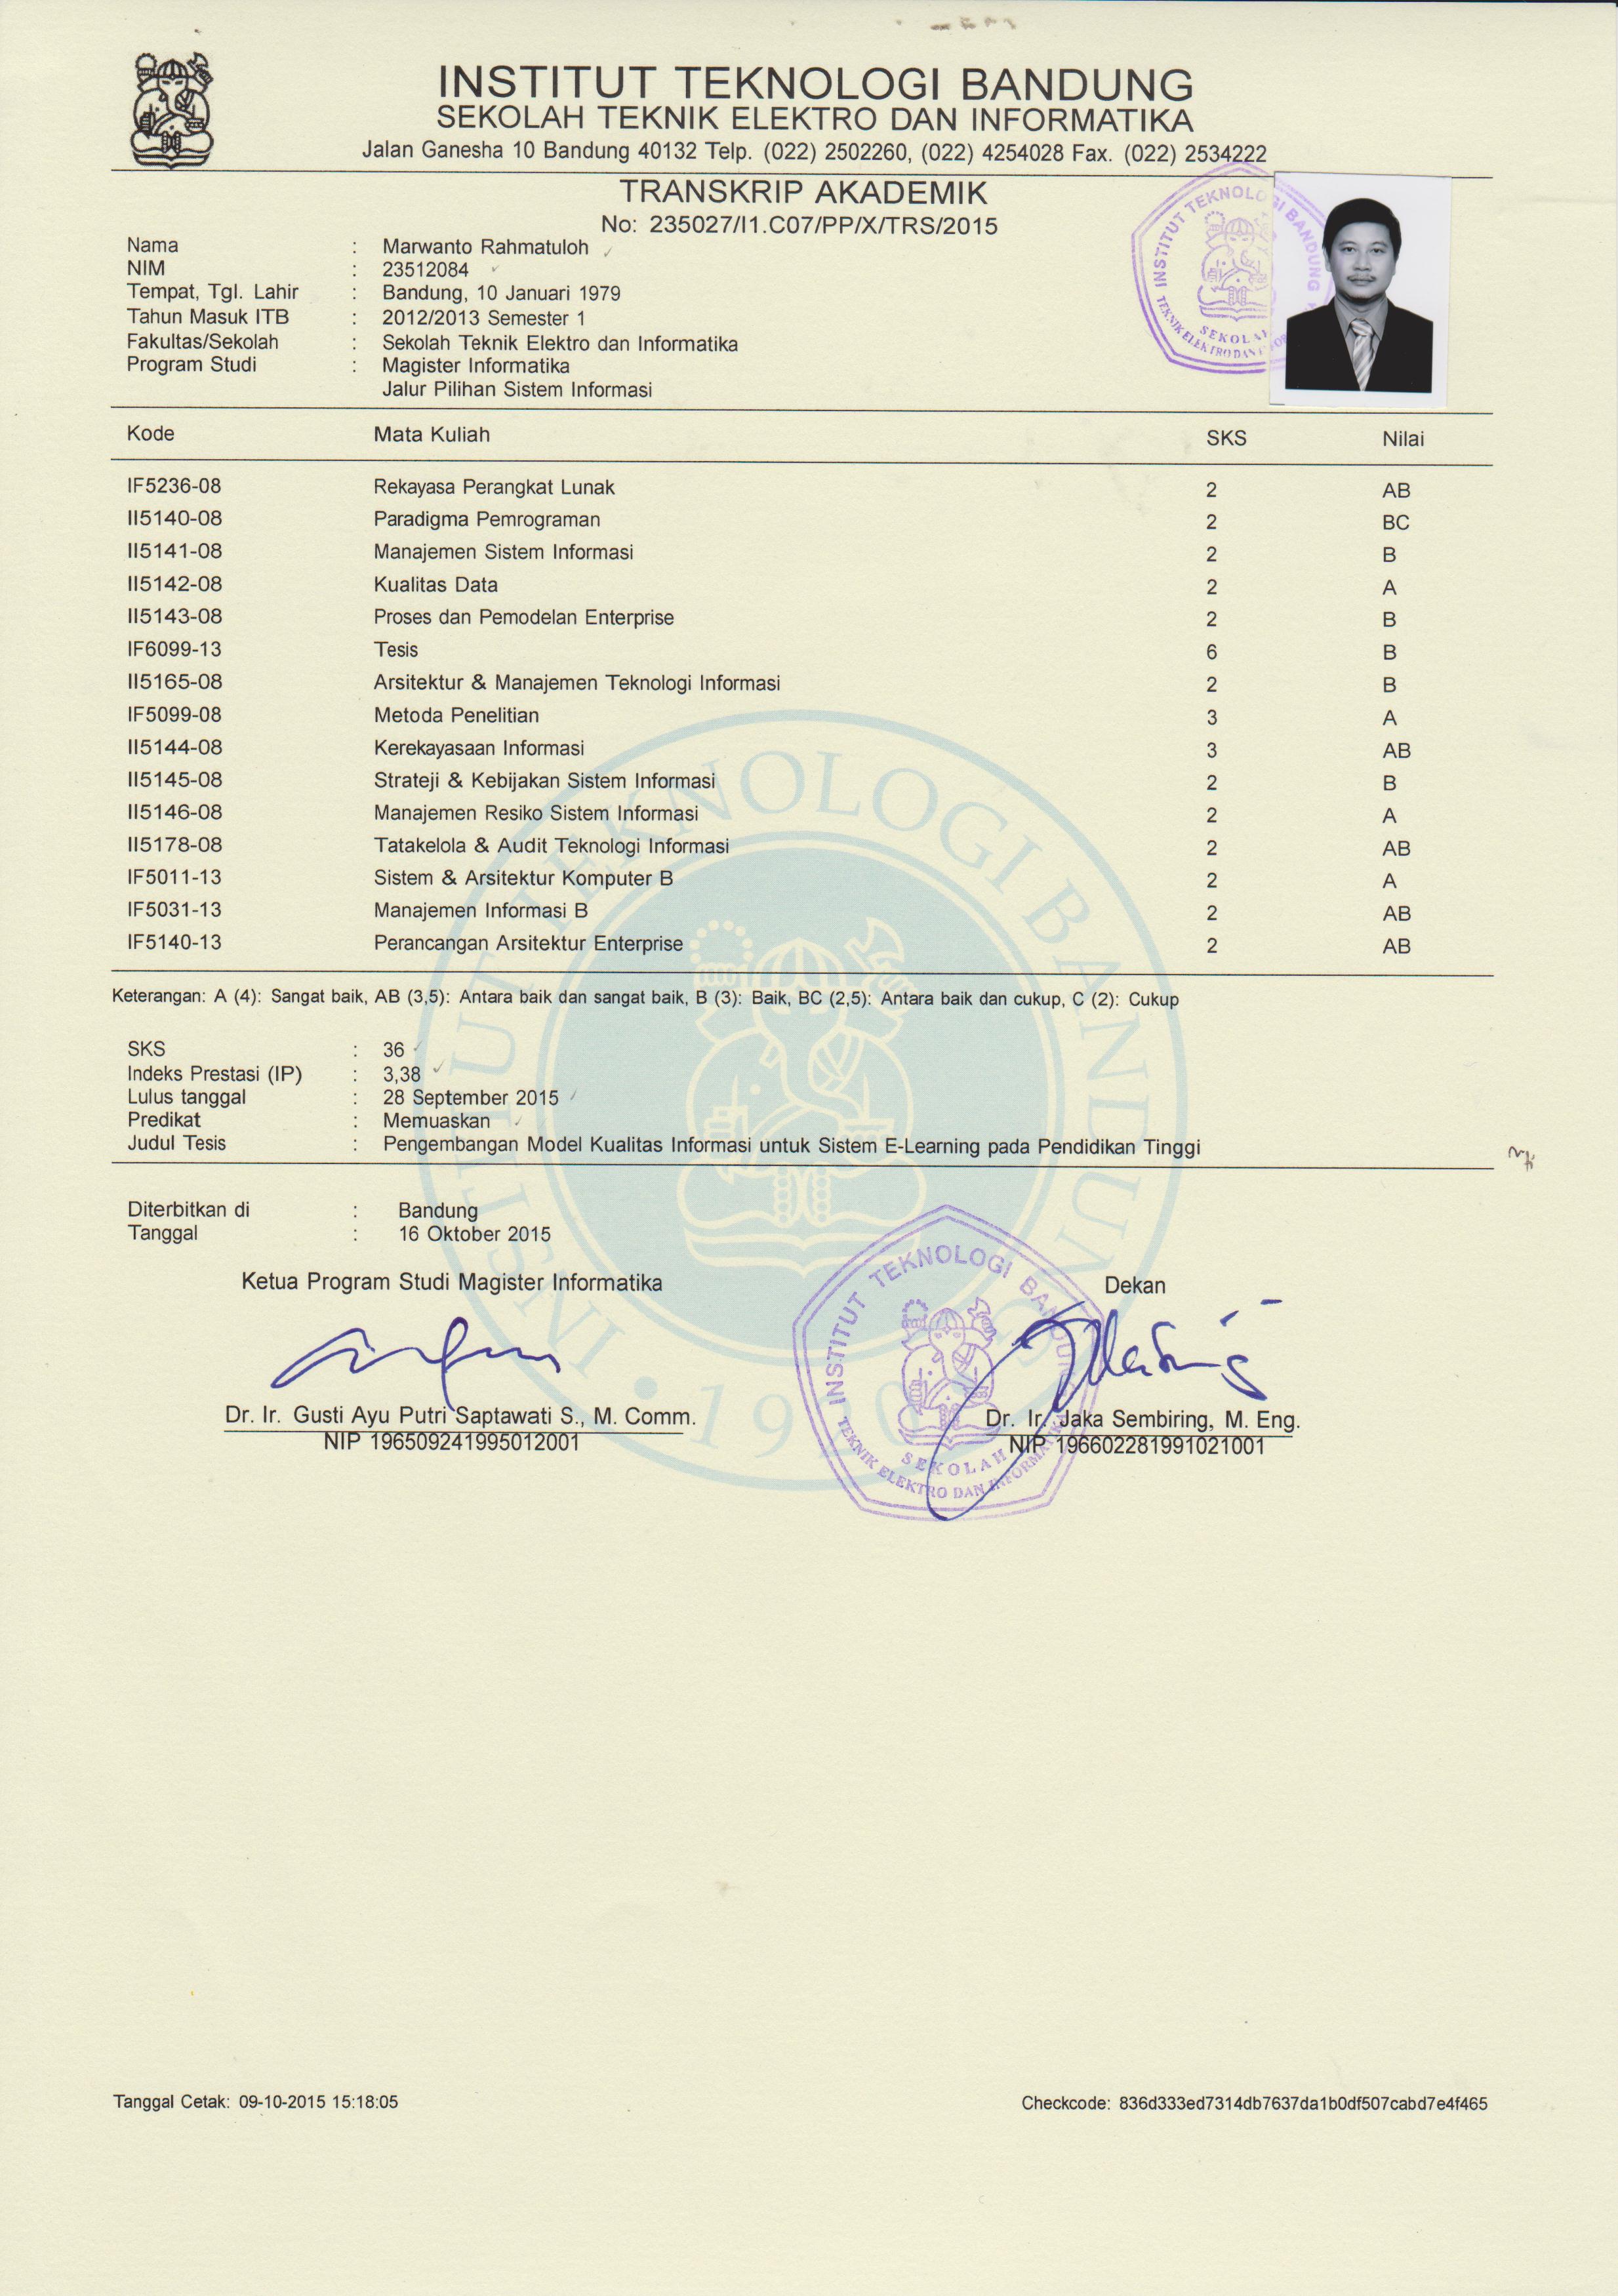 INSTITUT TEKNOLOGI BANDUNG
SEKOLAH TEKNIK ELEKTRO DAN INFORMATIKA
Jalan Ganesha 10 Bandung 40132 Telp. (022) 2502260, (022) 4254028 Fax. (022) 2534222
TRANSKRIP AKADEMIK
No: 235027/I1.C07/PP/X/TRS/2015
Nama : Marwanto Rahmatuloh
NIM : 23512084
Tempat, Tgl. Lahir : Bandung, 10 Januari 1979
Tahun Masuk ITB : 2012/2013 Semester 1
Fakultas/Sekolah : Sekolah Teknik Elektro dan Informatika
Program Studi : Magister Informatika
Jalur Pilihan Sistem Informasi
INSTITUT TEKNOLOGI BANDUNG
SEKOLAH
TEKNIK ELEKTRO DAN
Kode Mata Kuliah SKS Nilai
IF5236-08 Rekayasa Perangkat Lunak 2 AB
II5140-08 Paradigma Pemrograman 2 BC
II5141-08 Manajemen Sistem Informasi 2 B
II5142-08 Kualitas Data 2 A
II5143-08 Proses dan Pemodelan Enterprise 2 B
IF6099-13 Tesis 6 B
II5165-08 Arsitektur & Manajemen Teknologi Informasi 2 B
IF5099-08 Metoda Penelitian 3 A
II5144-08 Kerekayasaan Informasi 3 AB
II5145-08 Strateji & Kebijakan Sistem Informasi 2 B
II5146-08 Manajemen Resiko Sistem Informasi 2 A
II5178-08 Tatakelola & Audit Teknologi Informasi 2 AB
IF5011-13 Sistem & Arsitektur Komputer B 2 A
IF5031-13 Manajemen Informasi B 2 AB
IF5140-13 Perancangan Arsitektur Enterprise 2 AB
Keterangan: A (4): Sangat baik, AB (3,5): Antara baik dan sangat baik, B (3): Baik, BC (2,5): Antara baik dan cukup, C (2): Cukup
SKS : 36
Indeks Prestasi (IP) : 3,38
Lulus tanggal : 28 September 2015
Predikat : Memuaskan
Judul Tesis : Pengembangan Model Kualitas Informasi untuk Sistem E-Learning pada Pendidikan Tinggi
INSTITUT TEKNOLOGI BANDUNG
Diterbitkan di : Bandung
Tanggal : 16 Oktober 2015
Ketua Program Studi Magister Informatika
Dekan
INSTITUT TEKNOLOGI BANDUNG
SEKOLAH
TEKNIK ELEKTRO DAN INFORMATIKA
Dr. Ir. Gusti Ayu Putri Saptawati S., M. Comm.
NIP 196509241995012001
Dr. Ir. Jaka Sembiring, M. Eng.
NIP 196602281991021001
Tanggal Cetak: 09-10-2015 15:18:05
Checkcode: 836d333ed7314db7637da1b0df507cabd7e4f465